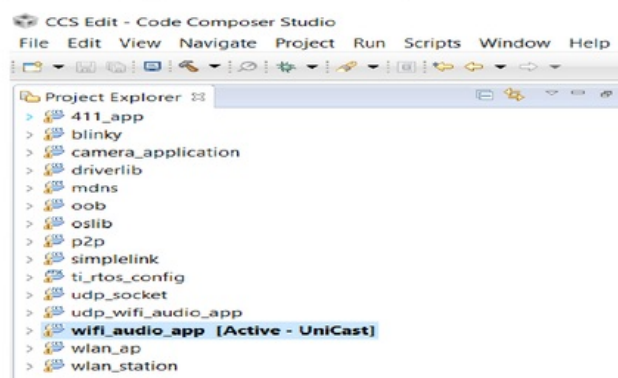 CCS Edit - Code Composer Studio
File Edit View Navigate Project Run Scripts Window Help
Project Explorer
411_app
blinky
camera_application
driverlib
mdns
oob
oslib
p2p
simplelink
ti_rtos_config
udp_socket
udp_wifi_audio_app
wifi_audio_app [Active - UniCast]
wlan_ap
wlan_station